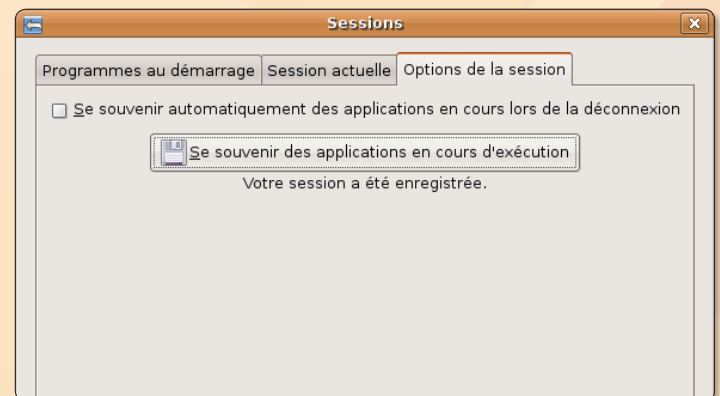 Sessions
Programmes au démarrage
Session actuelle
Options de la session
Se souvenir automatiquement des applications en cours lors de la déconnexion
Se souvenir des applications en cours d'exécution
Votre session a été enregistrée.